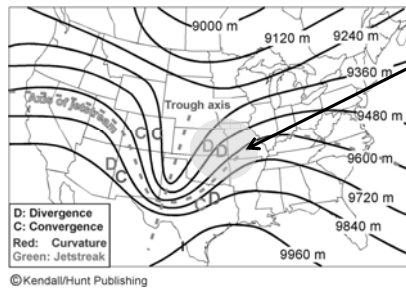 9000 m
9120 m
9240 m
9360 m
9480 m
9600 m
9720 m
9840 m
9960 m
Axis of Jetstream
Trough axis
C C
D D
D C
C D
D: Divergence
C: Convergence
Red: Curvature
Green: Jetstreak
©Kendall/Hunt Publishing